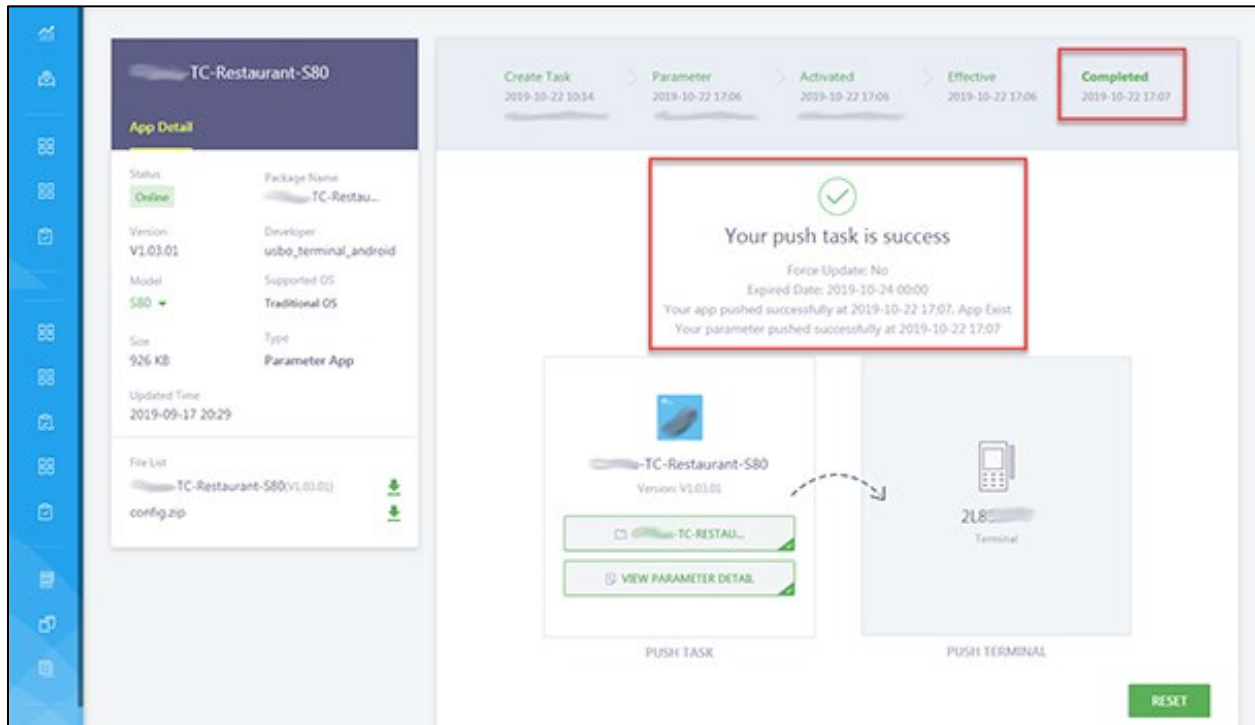 TC-Restaurant-S80
App Detail
Status
Online
Package Name
TC-Restau...
Version
V1.03.01
Developer
usbo_terminal_android
Model
S80
Supported OS
Traditional OS
Size
926 KB
Type
Parameter App
Updated Time
2019-09-17 20:29
File List
TC-Restaurant-S80(V1.03.01)
config.zip
Create Task
2019-10-22 10:14
Parameter
2019-10-22 17:06
Activated
2019-10-22 17:06
Effective
2019-10-22 17:06
Completed
2019-10-22 17:07
Your push task is success
Force Update: No
Expired Date: 2019-10-24 00:00
Your app pushed successfully at 2019-10-22 17:07, App Exist
Your parameter pushed successfully at 2019-10-22 17:07
-TC-Restaurant-S80
Version: V1.03.01
-TC-RESTAU...
VIEW PARAMETER DETAIL
PUSH TASK
2L8
Terminal
PUSH TERMINAL
RESET